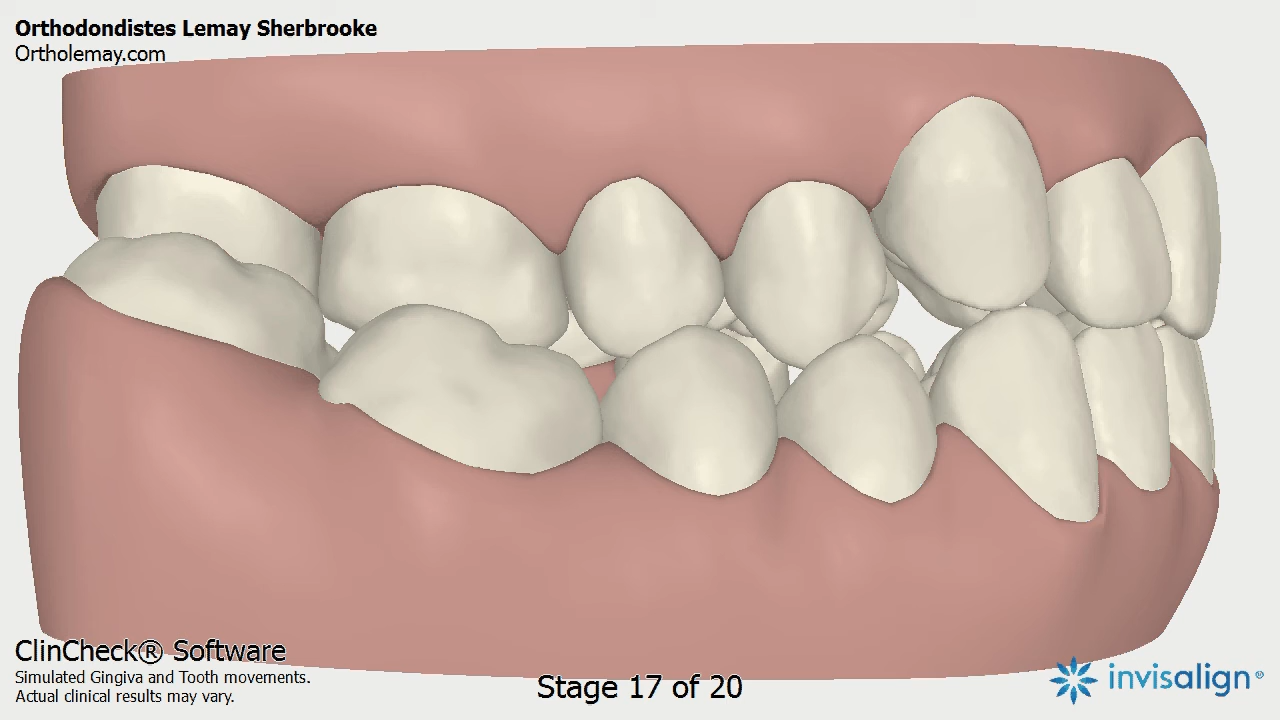 Orthodondistes Lemay Sherbrooke
Ortholemay.com
ClinCheck® Software
Simulated Gingiva and Tooth movements.
Actual clinical results may vary.
Stage 17 of 20
invisalign®